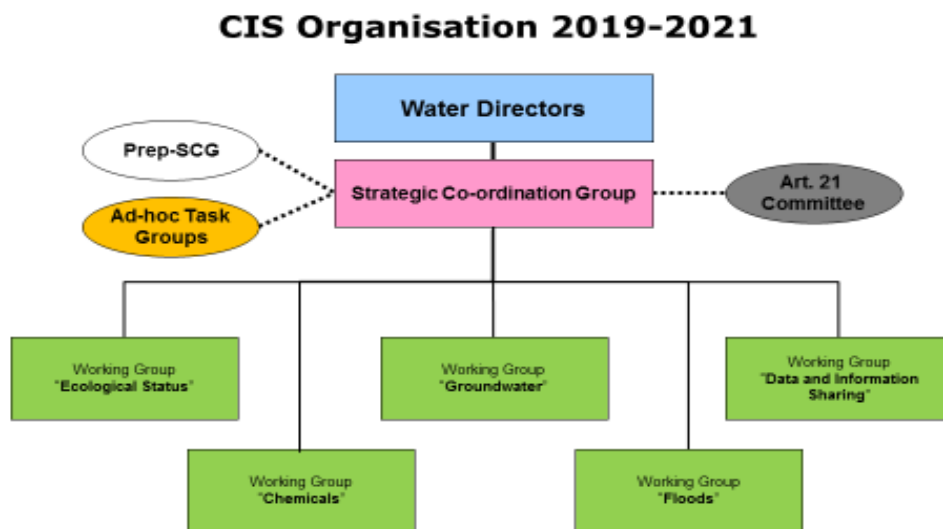 CIS Organisation 2019-2021
Water Directors
Prep-SCG
Strategic Co-ordination Group
Art. 21
Committee
Ad-hoc Task
Groups
Working Group
"Ecological Status"
Working Group
"Groundwater"
Working Group
"Data and Information
Sharing"
Working Group
"Chemicals"
Working Group
"Floods"